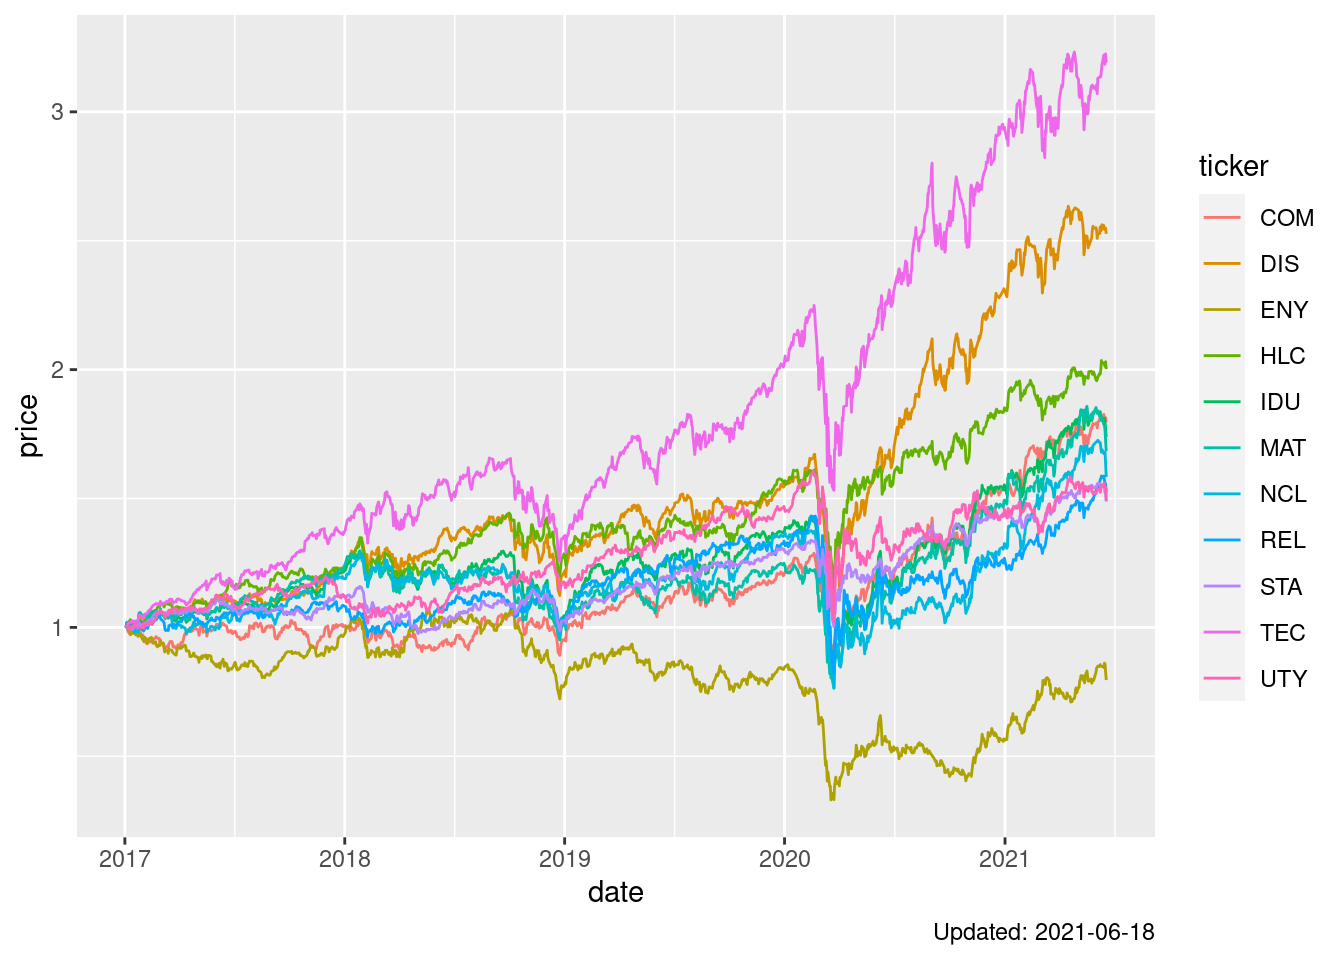 price
3
2
1
2017 2018 2019 2020 2021
date
ticker
COM
DIS
ENY
HLC
IDU
MAT
NCL
REL
STA
TEC
UTY
Updated: 2021-06-18